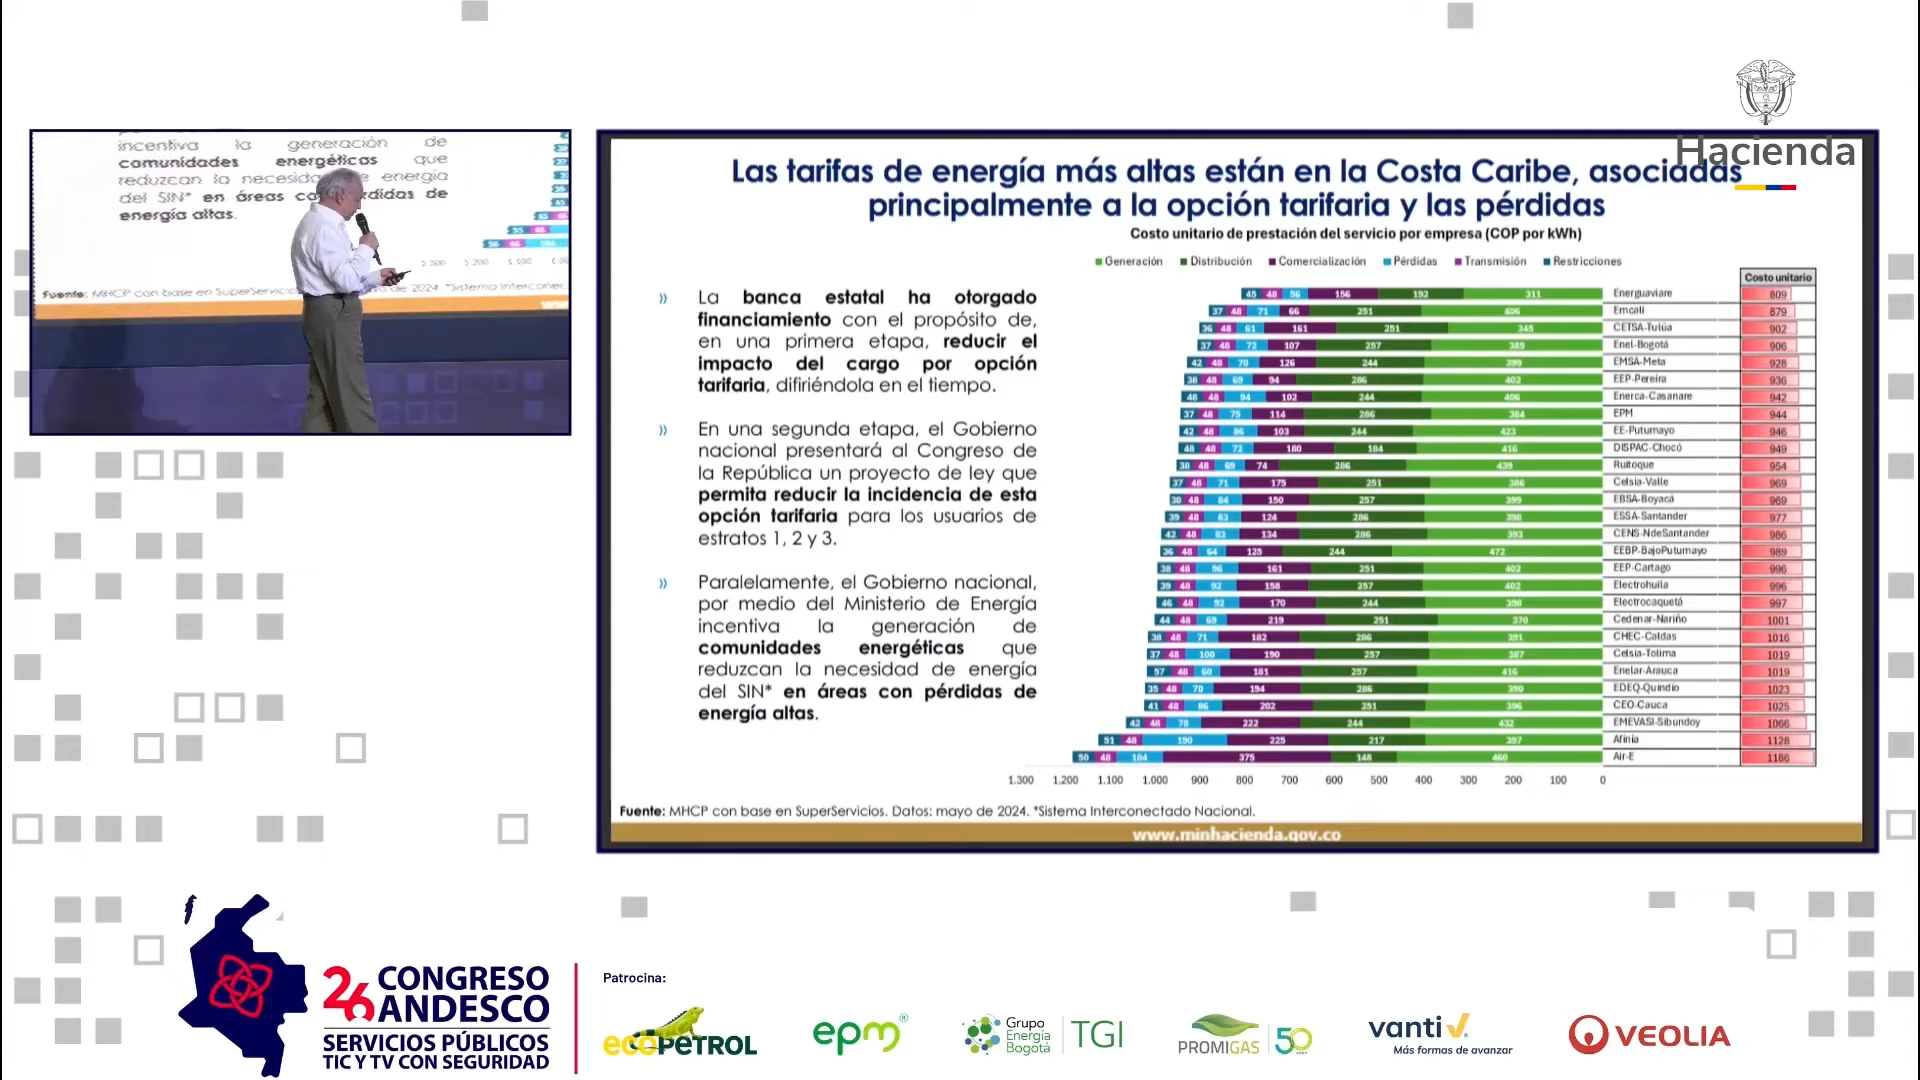 Hacienda
incentiva la generación de
comunidades energéticas que
reduzcan la necesida e energía
del SIN* en áreas co rdidas de
energía altas.
Las tarifas de energía más altas están en la Costa Caribe, asociadas
principalmente a la opción tarifaria y las pérdidas
Costo unitario de prestación del servicio por empresa (COP por kWh)
Generación Distribución Comercialización Pérdidas Transmisión Restricciones
Costo unitario
» La banca estatal ha otorgado
financiamiento con el propósito de,
en una primera etapa, reducir el
impacto del cargo por opción
tarifaria, difiriéndola en el tiempo.
» En una segunda etapa, el Gobierno
nacional presentará al Congreso de
la República un proyecto de ley que
permita reducir la incidencia de esta
opción tarifaria para los usuarios de
estratos 1, 2 y 3.
» Paralelamente, el Gobierno nacional,
por medio del Ministerio de Energía
incentiva la generación de
comunidades energéticas que
reduzcan la necesidad de energía
del SIN* en áreas con pérdidas de
energía altas.
45 48 56 156 192 311 Energuaviare 809
37 48 71 66 251 406 Emcali 879
36 48 61 161 251 345 CETSA-Tuluá 902
37 48 72 107 257 385 Enel-Bogotá 906
42 48 70 126 244 399 EMSA-Meta 928
38 48 69 94 286 402 EEP-Pereira 936
48 48 94 102 244 406 Enerca-Casanare 942
37 48 75 114 286 384 EPM 944
42 48 86 103 244 423 EE-Putumayo 946
48 48 72 180 184 416 DISPAC-Chocó 949
38 48 69 74 286 439 Ruitoque 954
37 48 71 175 251 386 Celsia-Valle 969
30 48 84 150 257 399 EBSA-Boyacá 969
39 48 83 124 286 398 ESSA-Santander 977
42 48 83 134 286 393 CENS-NdeSantander 986
36 48 64 125 244 472 EEBP-BajoPutumayo 989
38 48 96 161 251 402 EEP-Cartago 996
39 48 92 158 257 402 Electrohuila 996
46 48 92 170 244 398 Electrocaquetá 997
44 48 69 219 251 370 Cedenar-Nariño 1001
38 48 71 182 286 391 CHEC-Caldas 1016
37 48 100 190 257 387 Celsia-Tolima 1019
57 48 60 181 257 416 Enelar-Arauca 1019
35 48 70 194 286 390 EDEQ-Quindío 1023
41 48 86 202 251 396 CEO-Cauca 1025
42 48 78 222 244 432 EMEVASI-Sibundoy 1066
51 48 190 225 217 397 Afinia 1128
50 48 104 375 148 460 Air-E 1186
1.300 1.200 1.100 1.000 900 800 700 600 500 400 300 200 100 0
Fuente: MHCP con base en SuperServicios. Datos: mayo de 2024. *Sistema Interconectado Nacional.
www.minhacienda.gov.co
26 CONGRESO
ANDESCO
SERVICIOS PÚBLICOS
TIC Y TV CON SEGURIDAD
Patrocina:
ecopetrol
epm®
Grupo
Energía
Bogotá
TGI
PROMIGAS 50
vanti
Más formas de avanzar
VEOLIA